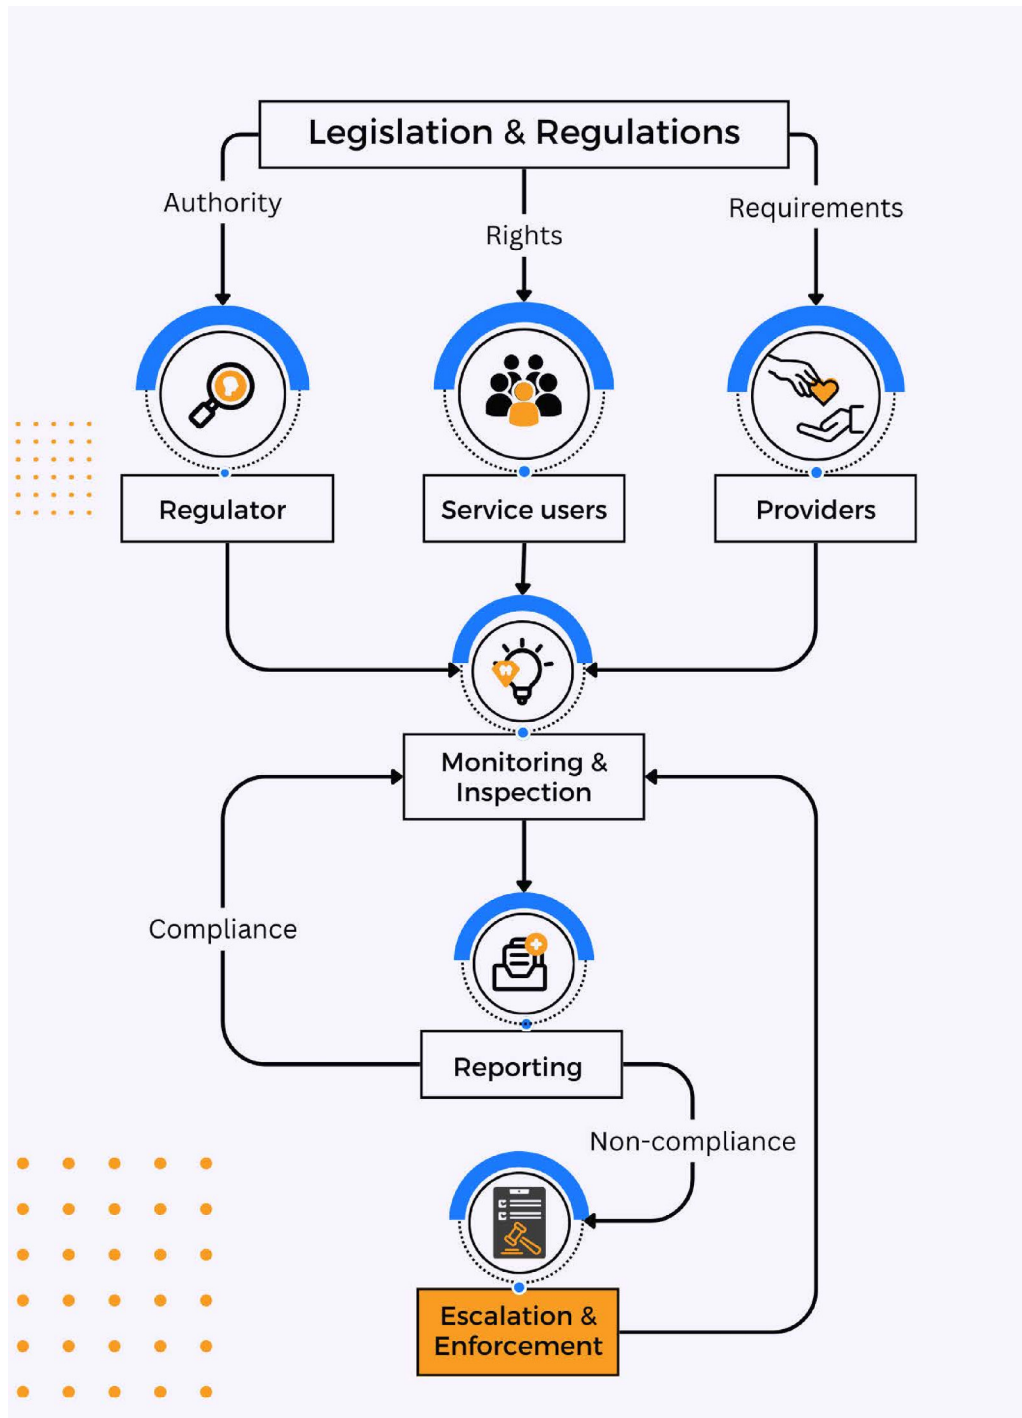 Legislation & Regulations
Authority
Rights
Requirements
Regulator
Service users
Providers
Monitoring &
Inspection
Compliance
Reporting
Non-compliance
Escalation &
Enforcement